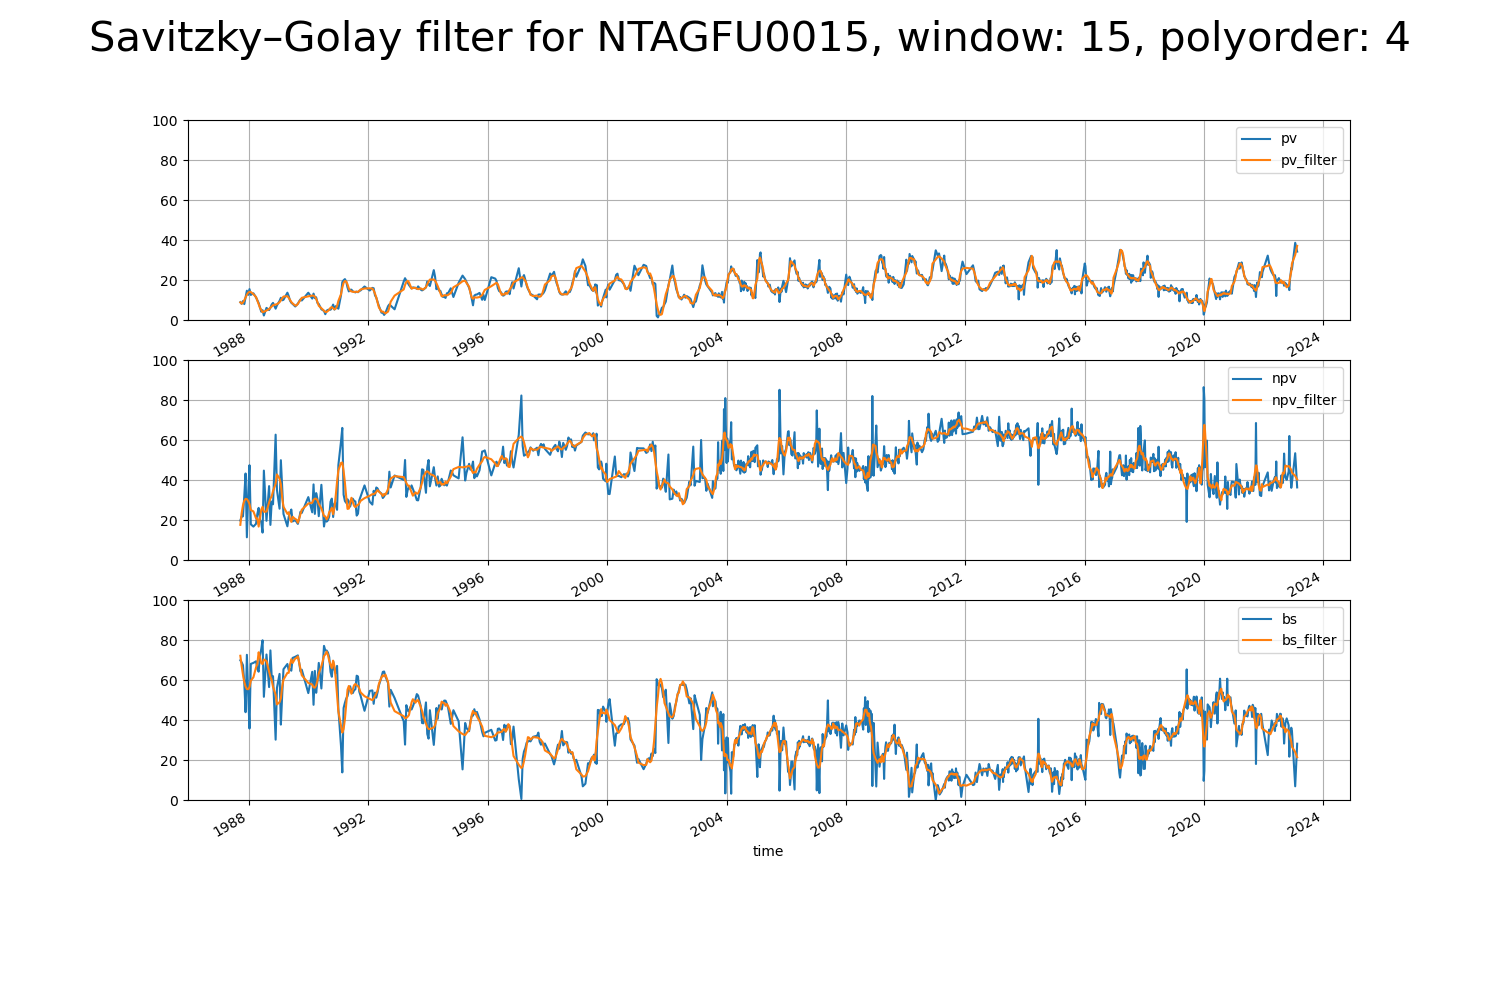 Savitzky–Golay filter for NTAGFU0015, window: 15, polyorder: 4
100
80
60
40
20
0
pv
pv_filter
1988 1992 1996 2000 2004 2008 2012 2016 2020 2024
100
80
60
40
20
0
npv
npv_filter
1988 1992 1996 2000 2004 2008 2012 2016 2020 2024
100
80
60
40
20
0
bs
bs_filter
1988 1992 1996 2000 2004 2008 2012 2016 2020 2024
time